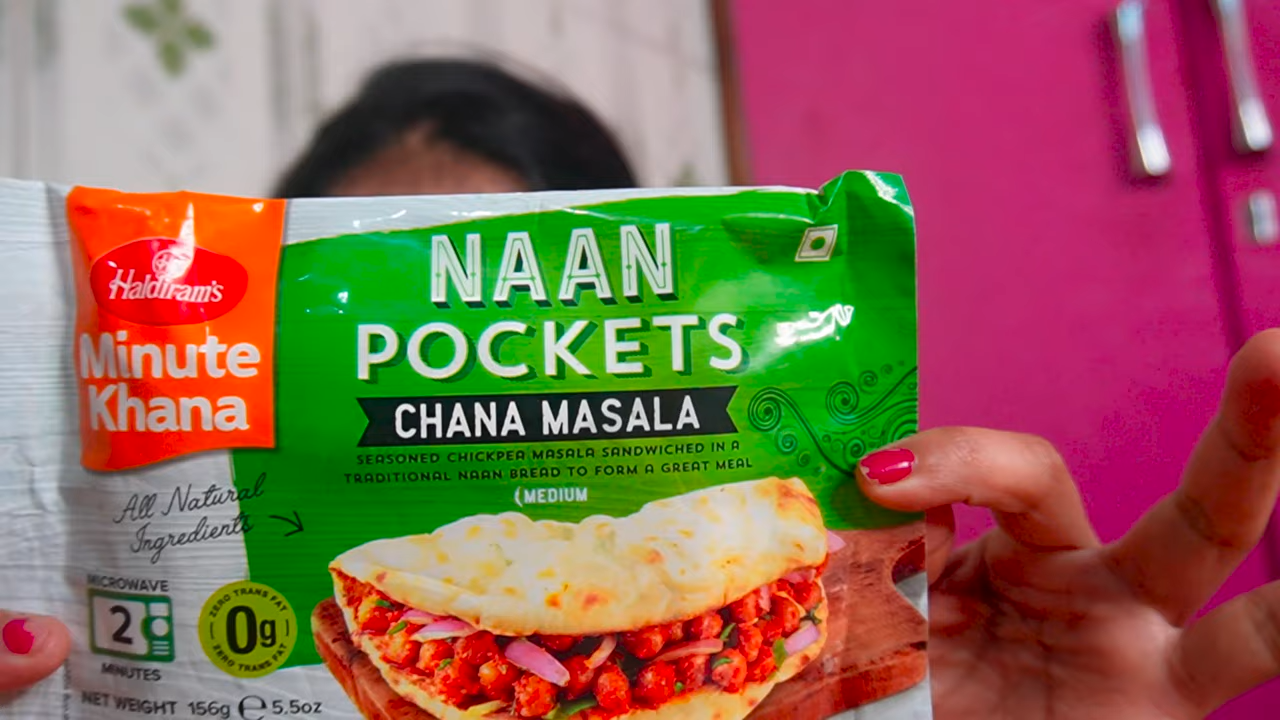 Haldiram's
Minute
Khana
NAAN
POCKETS
CHANA MASALA
SEASONED CHICKPEA MASALA SANDWICHED IN A
TRADITIONAL NAAN BREAD TO FORM A GREAT MEAL
MEDIUM
All Natural
Ingredients
MICROWAVE
2
MINUTES
ZERO TRANS FAT
0g
ZERO TRANS FAT
NET WEIGHT 156g ℮ 5.5oz